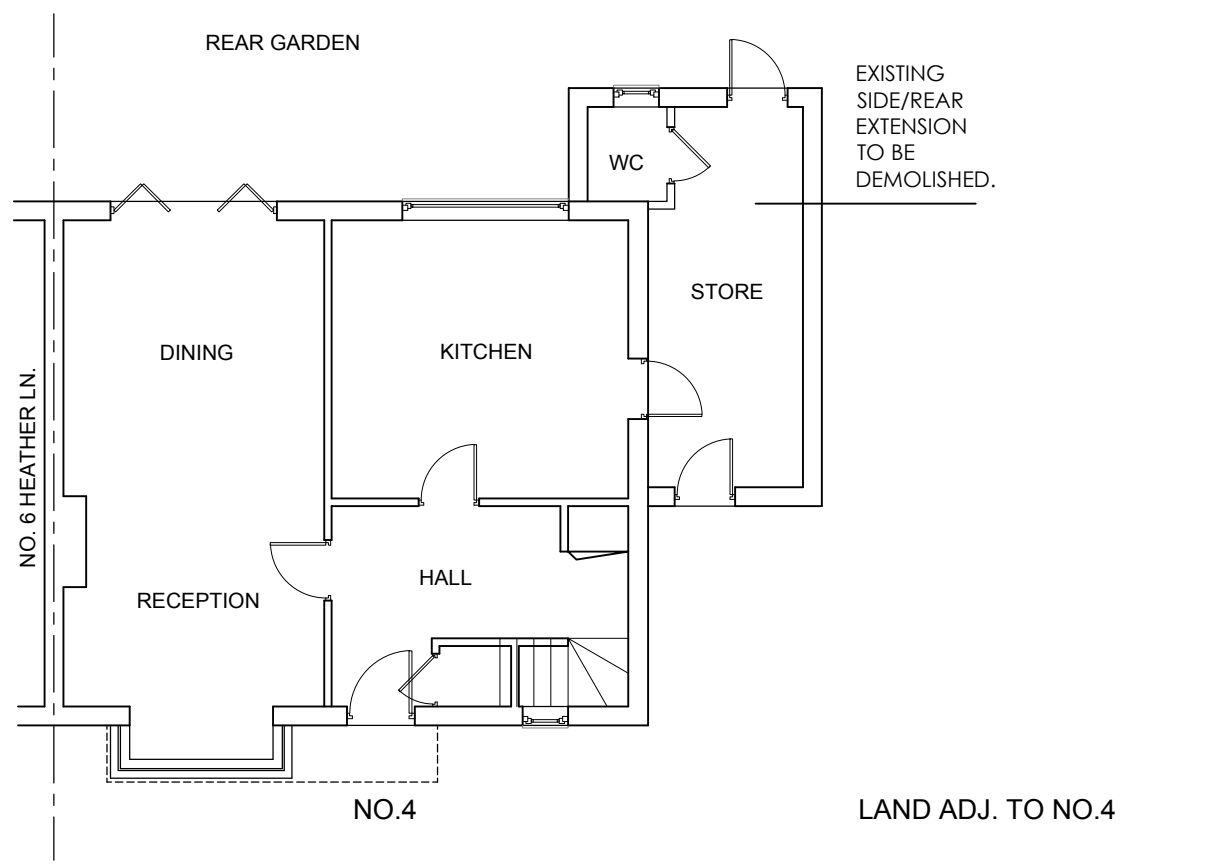 REAR GARDEN
EXISTING
SIDE/REAR
EXTENSION
TO BE
DEMOLISHED.
WC
STORE
DINING
KITCHEN
NO. 6 HEATHER LN.
HALL
RECEPTION
NO.4
LAND ADJ. TO NO.4